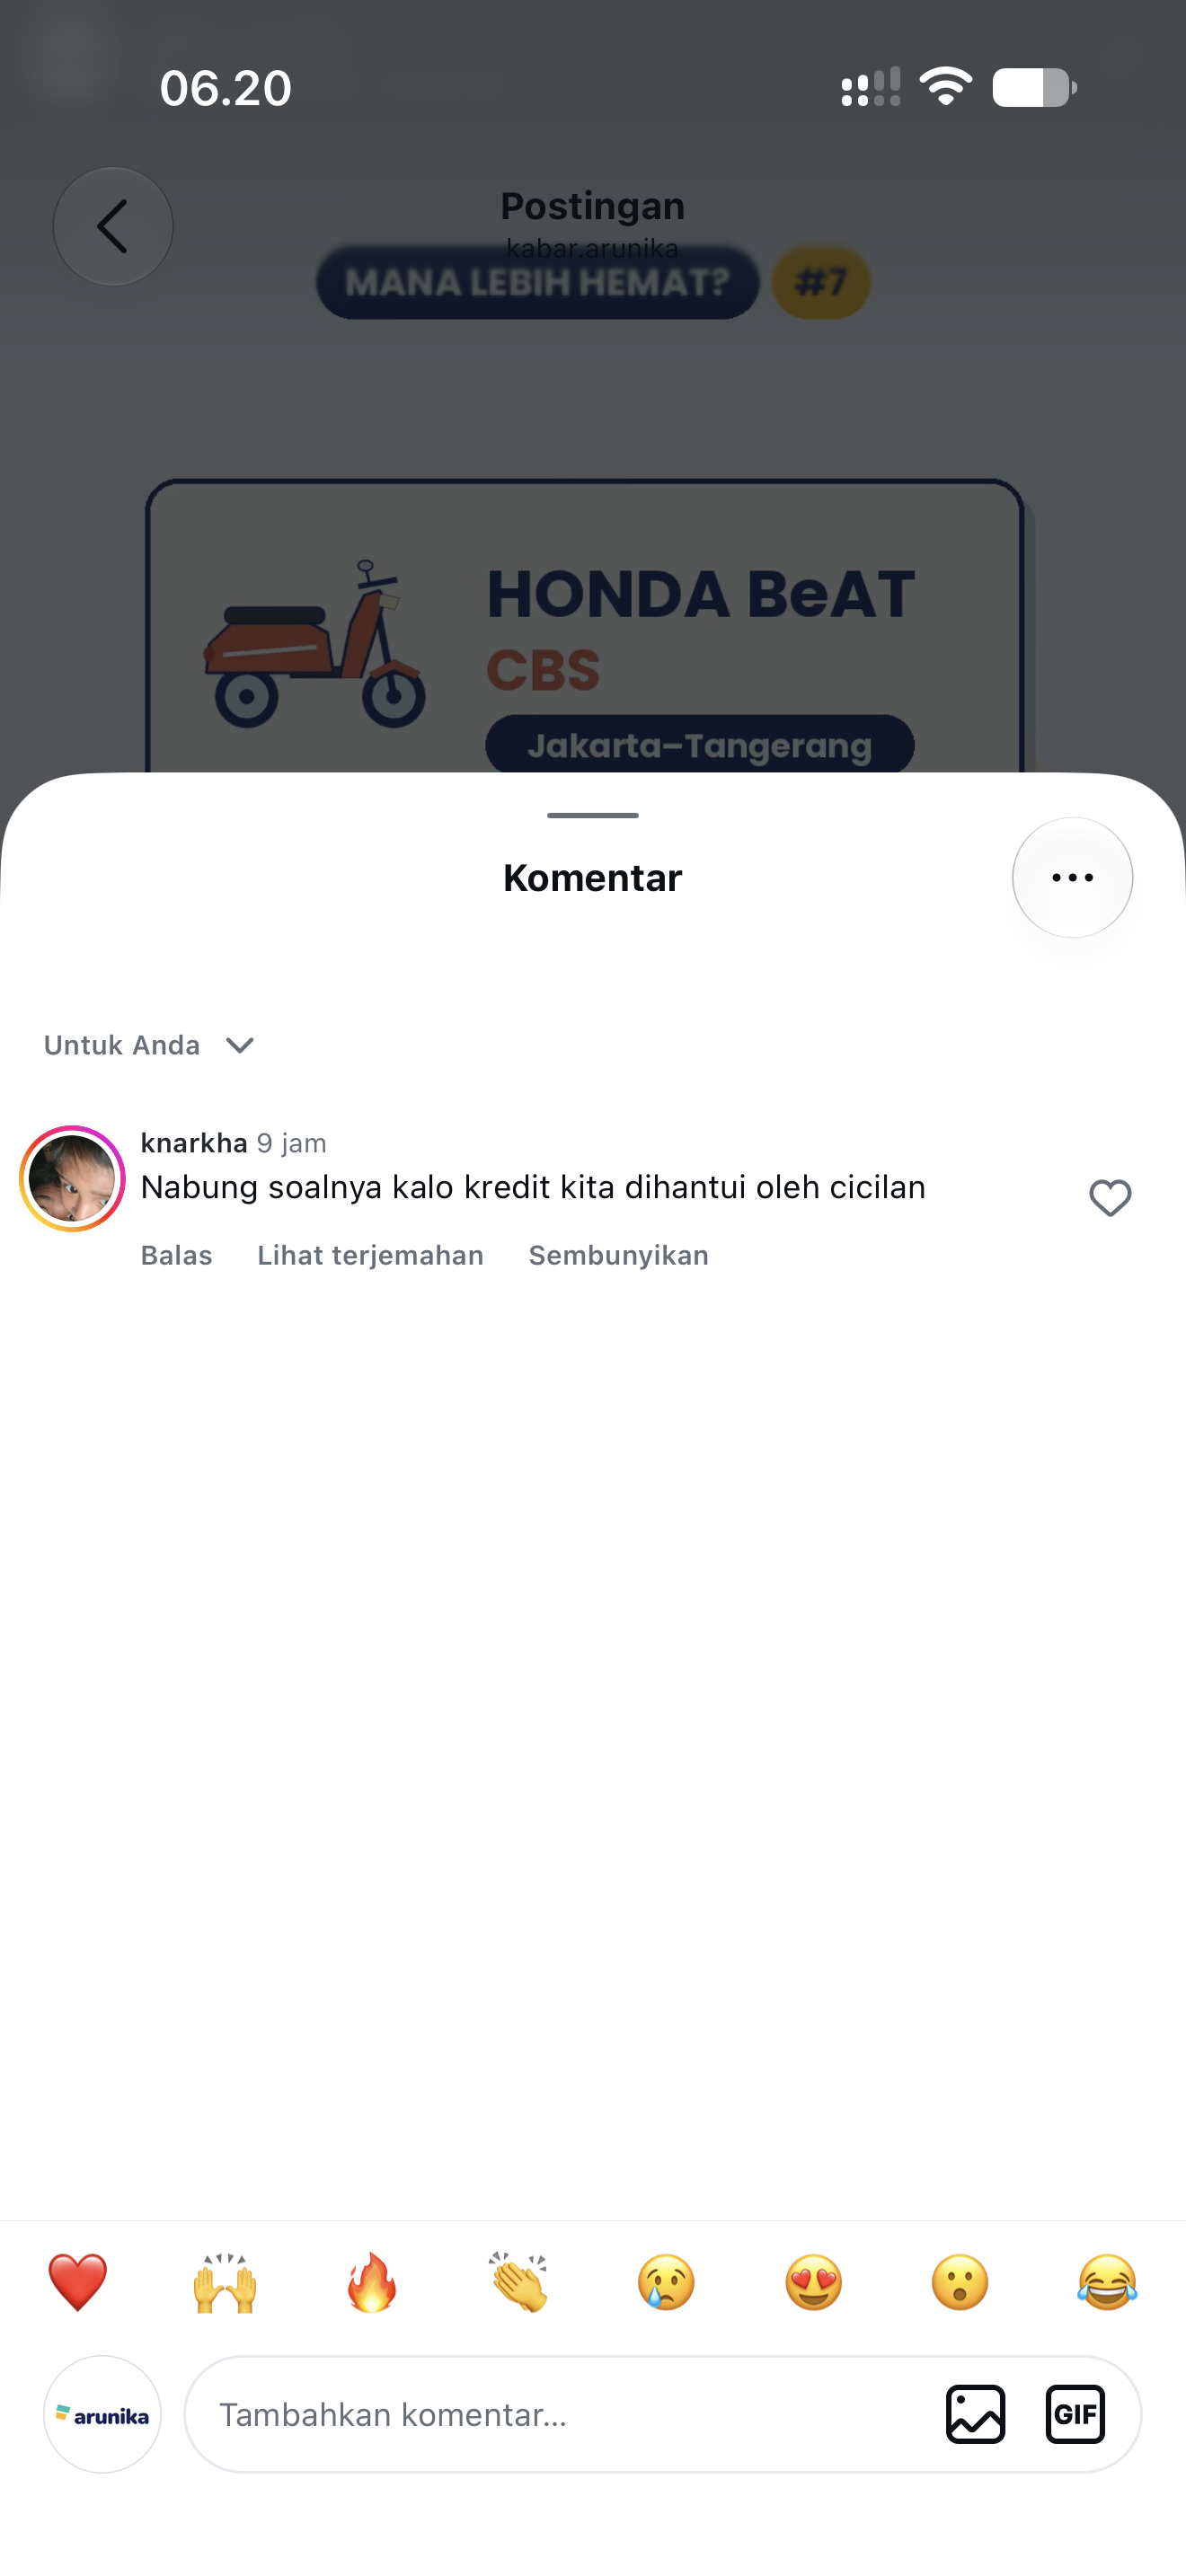 06.20
Postingan
kabar.arunika
MANA LEBIH HEMAT? #7
HONDA BeAT
CBS
Jakarta–Tangerang
Komentar
Untuk Anda
knarkha 9 jam
Nabung soalnya kalo kredit kita dihantui oleh cicilan
Balas Lihat terjemahan Sembunyikan
arunika Tambahkan komentar... GIF